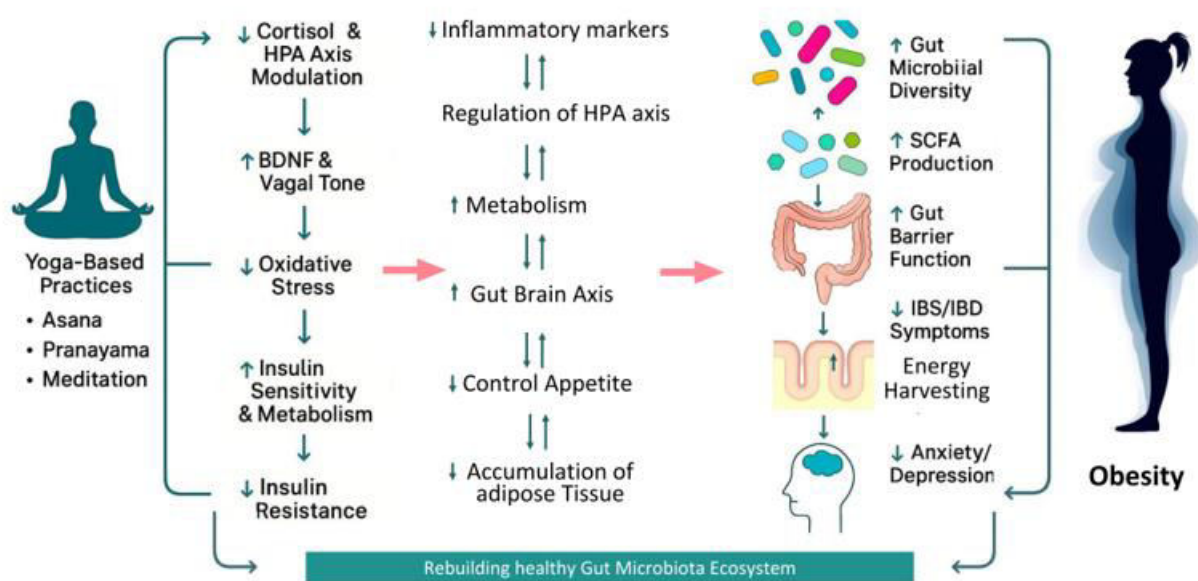 Yoga-Based
Practices
• Asana
• Pranayama
• Meditation
↓ Cortisol &
HPA Axis
Modulation
↑ BDNF &
Vagal Tone
↓ Oxidative
Stress
↑ Insulin
Sensitivity
& Metabolism
↓ Insulin
Resistance
↓ Inflammatory markers
Regulation of HPA axis
↑ Metabolism
↑ Gut Brain Axis
↓ Control Appetite
↓ Accumulation of
adipose Tissue
↑ Gut
Microbiial
Diversity
↑ SCFA
Production
↑ Gut
Barrier
Function
↓ IBS/IBD
Symptoms
↑ Energy
Harvesting
↓ Anxiety/
Depression
Obesity
Rebuilding healthy Gut Microbiota Ecosystem